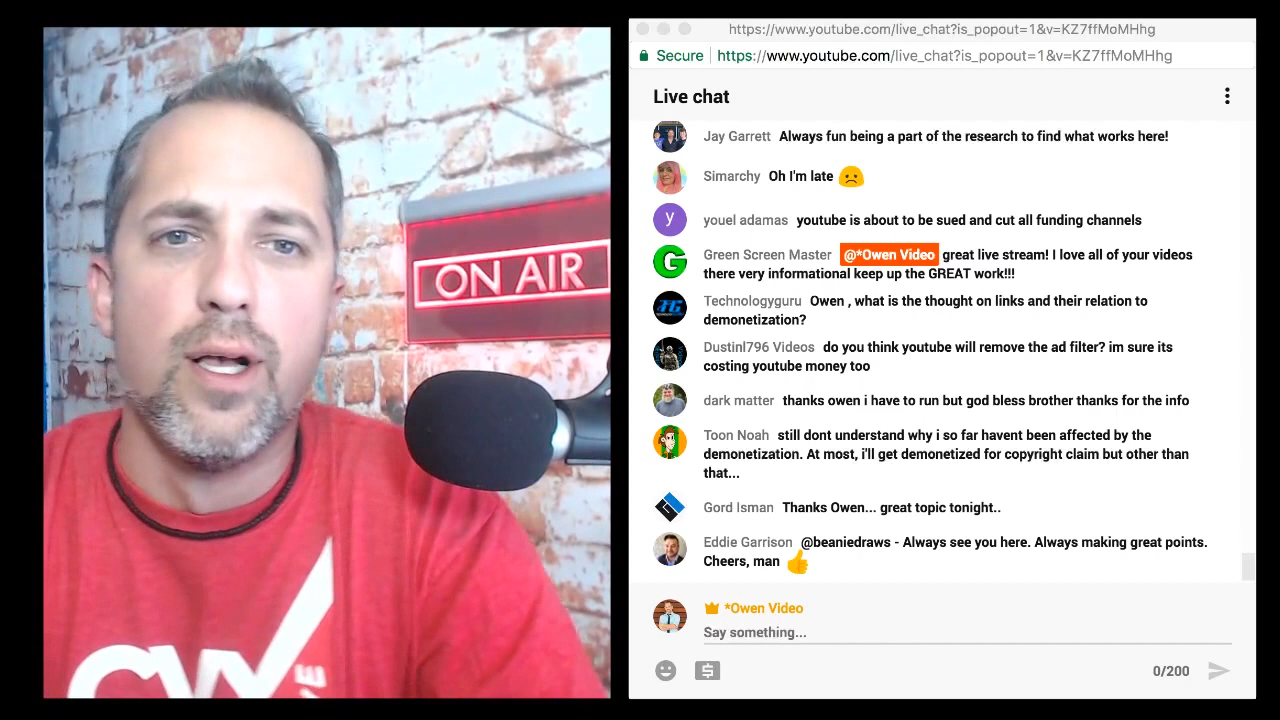 ON AIR
CW
https://www.youtube.com/live_chat?is_popout=1&v=KZ7ffMoMHhg
Secure https://www.youtube.com/live_chat?is_popout=1&v=KZ7ffMoMHhg
Live chat
Jay Garrett Always fun being a part of the research to find what works here!
Simarchy Oh I'm late
y youel adamas youtube is about to be sued and cut all funding channels
G Green Screen Master @*Owen Video great live stream! I love all of your videos
there very informational keep up the GREAT work!!!
Technologyguru Owen , what is the thought on links and their relation to
demonetization?
Dustinl796 Videos do you think youtube will remove the ad filter? im sure its
costing youtube money too
dark matter thanks owen i have to run but god bless brother thanks for the info
Toon Noah still dont understand why i so far havent been affected by the
demonetization. At most, i'll get demonetized for copyright claim but other than
that...
Gord Isman Thanks Owen... great topic tonight..
Eddie Garrison @beaniedraws - Always see you here. Always making great points.
Cheers, man
*Owen Video
Say something...
0/200